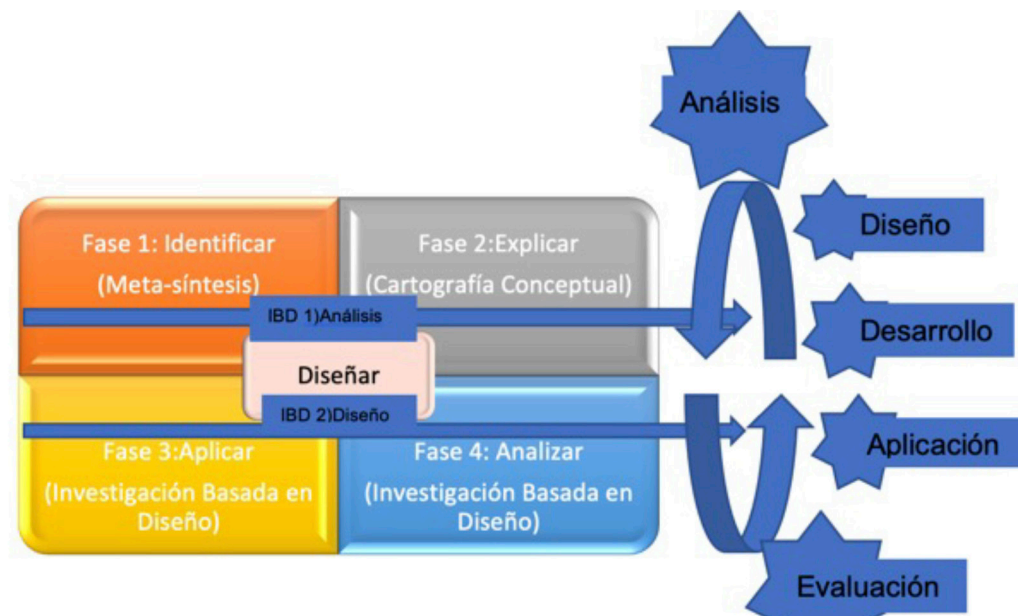 Fase 1: Identificar
(Meta-síntesis)
Fase 2:Explicar
(Cartografía Conceptual)
IBD 1)Análisis
Diseñar
IBD 2)Diseño
Fase 3:Aplicar
(Investigación Basada en
Diseño)
Fase 4: Analizar
(Investigación Basada en
Diseño)
Análisis
Diseño
Desarrollo
Aplicación
Evaluación